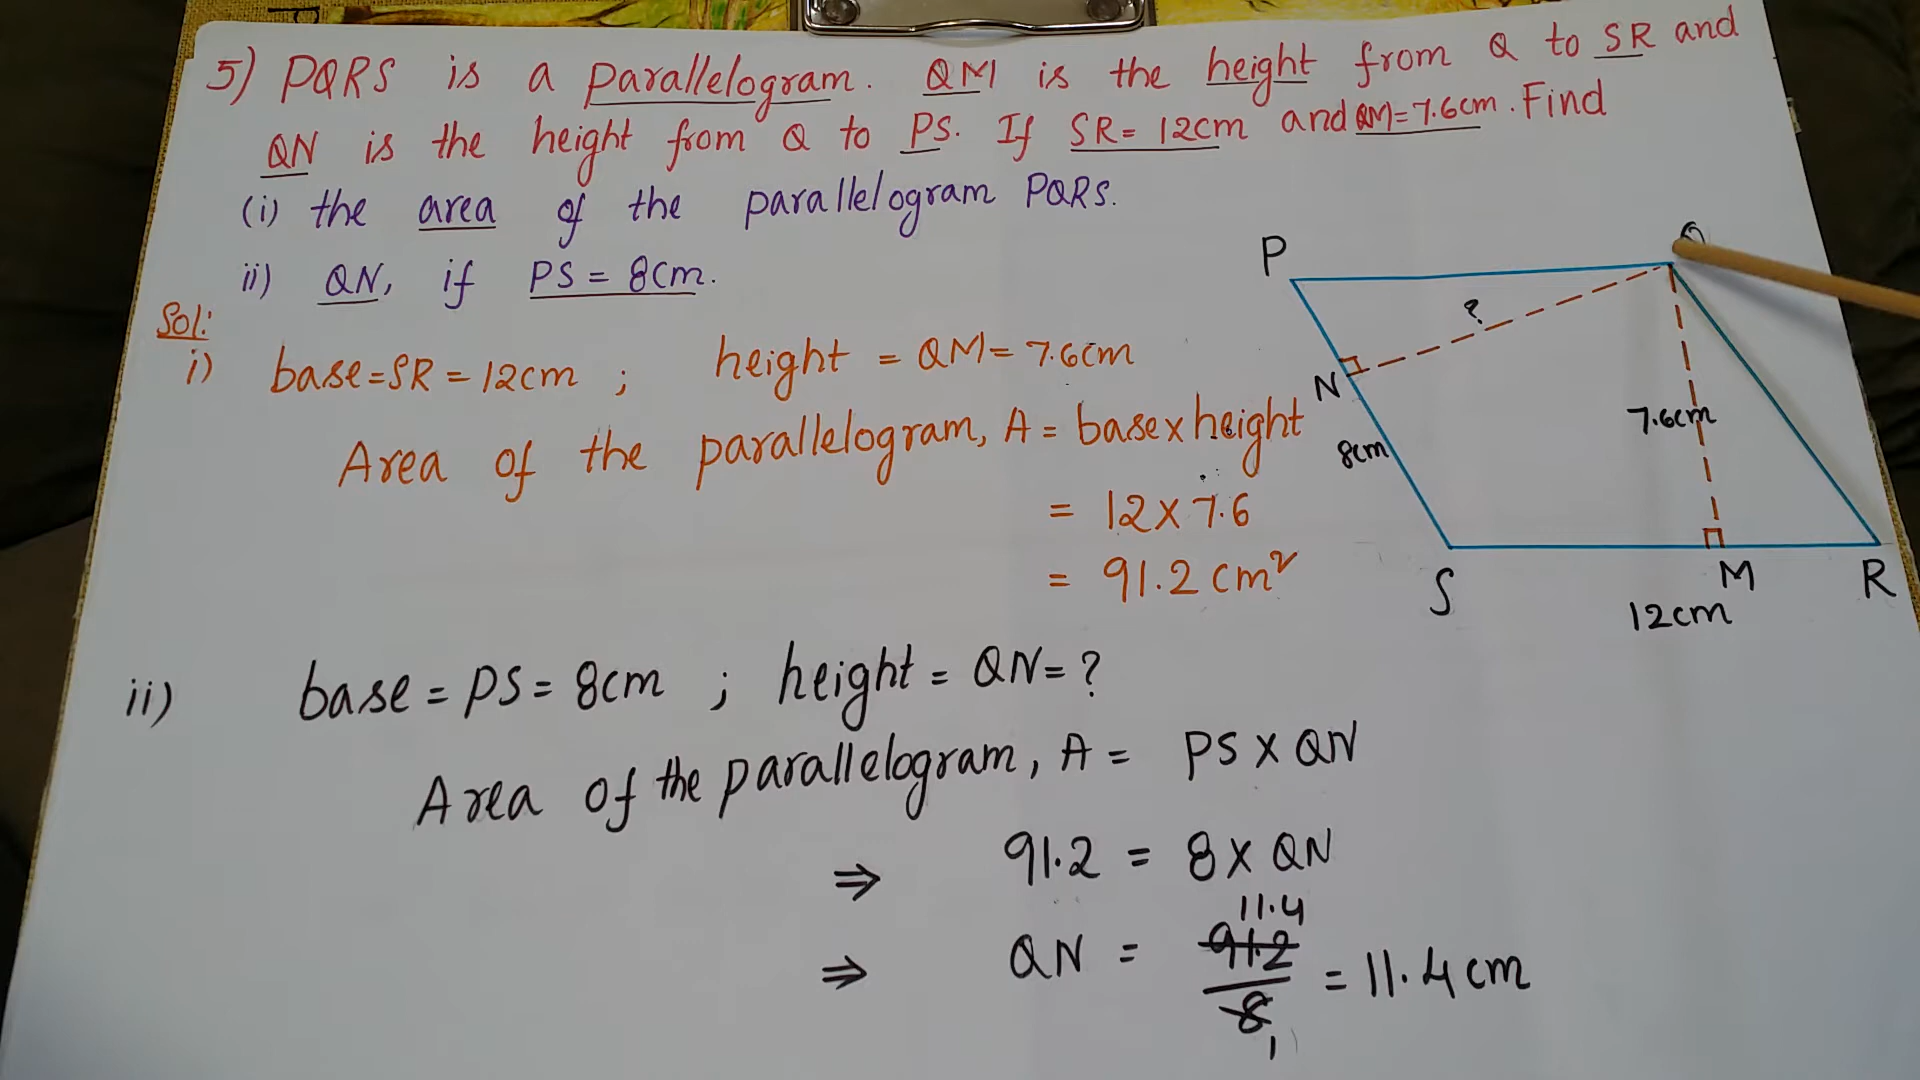 5) PQRS is a parallelogram. QM is the height from Q to SR and
QN is the height from Q to PS. If SR = 12cm and QM = 7.6cm. Find
(i) the area of the parallelogram PQRS.
ii) QN, if PS = 8cm.
Sol:
i) base = SR = 12cm ; height = QM = 7.6cm
Area of the parallelogram, A = base x height
= 12 x 7.6
= 91.2 cm²
P
Q
?
N
8cm
7.6cm
S
M
R
12cm
ii) base = PS = 8cm ; height = QN = ?
Area of the parallelogram, A = PS X QN
⇒ 91.2 = 8 X QN
11.4
⇒ QN = 91.2/8 = 11.4 cm
1